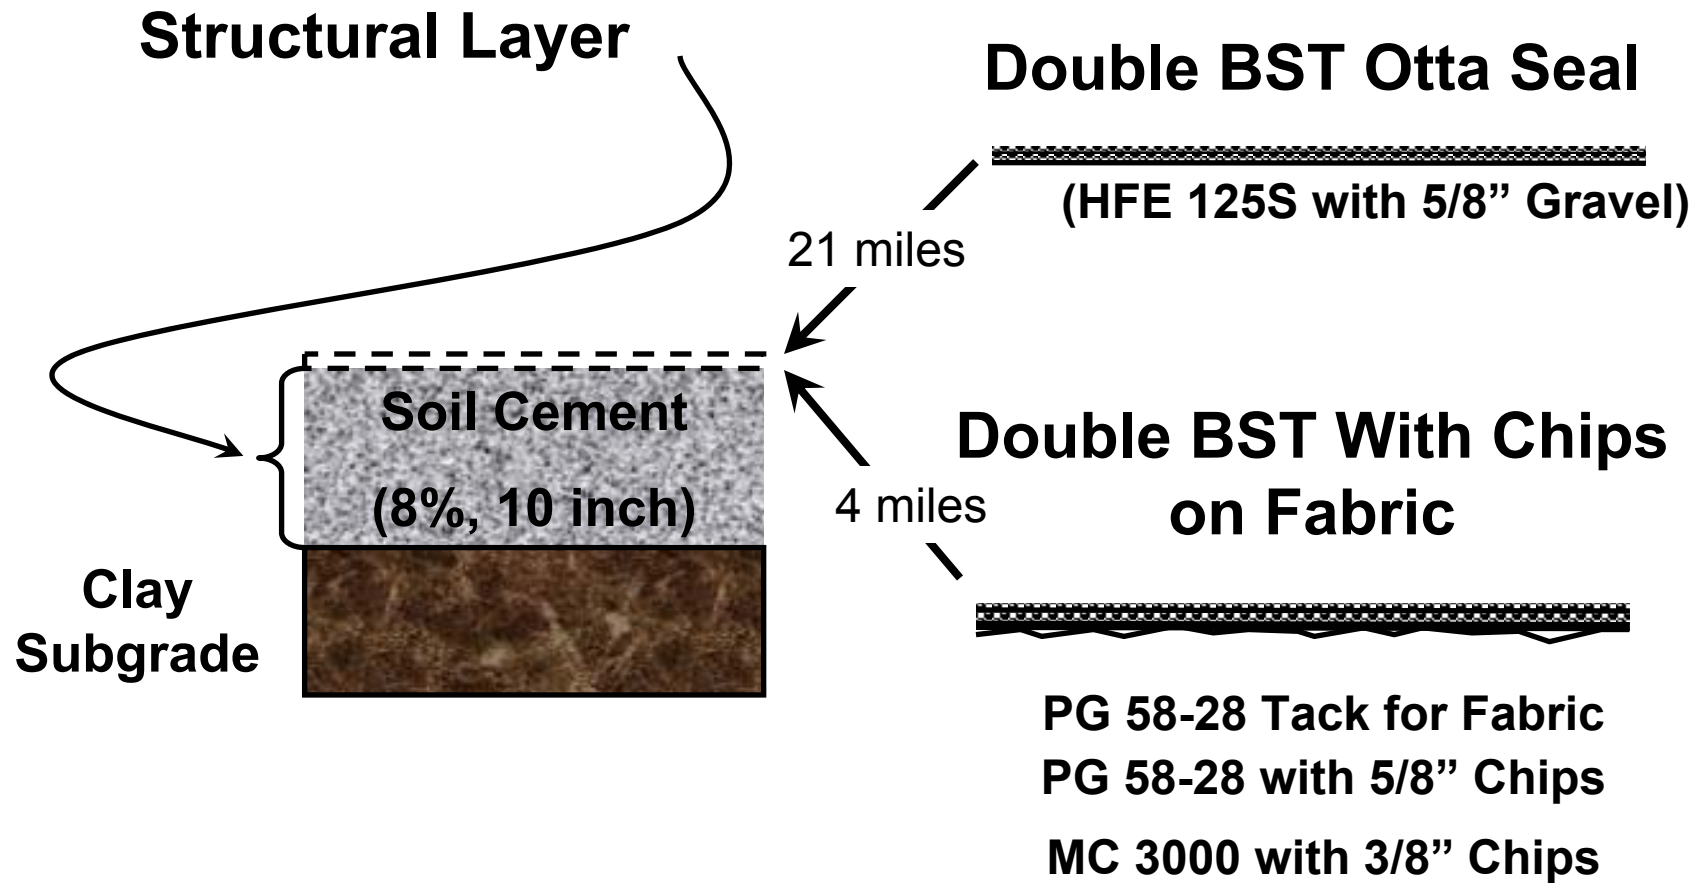 Structural Layer
Double BST Otta Seal
(HFE 125S with 5/8” Gravel)
21 miles
Soil Cement
(8%, 10 inch)
Double BST With Chips
on Fabric
4 miles
Clay
Subgrade
PG 58-28 Tack for Fabric
PG 58-28 with 5/8” Chips
MC 3000 with 3/8” Chips